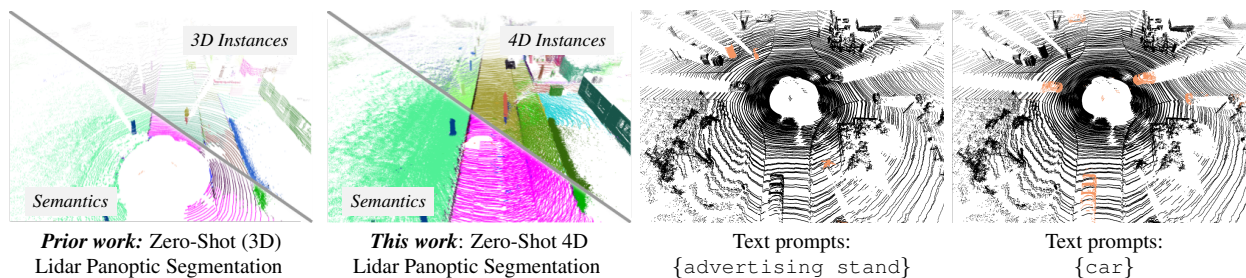 3D Instances
Semantics
4D Instances
Semantics
Prior work: Zero-Shot (3D)
Lidar Panoptic Segmentation
This work: Zero-Shot 4D
Lidar Panoptic Segmentation
Text prompts:
{advertising stand}
Text prompts:
{car}